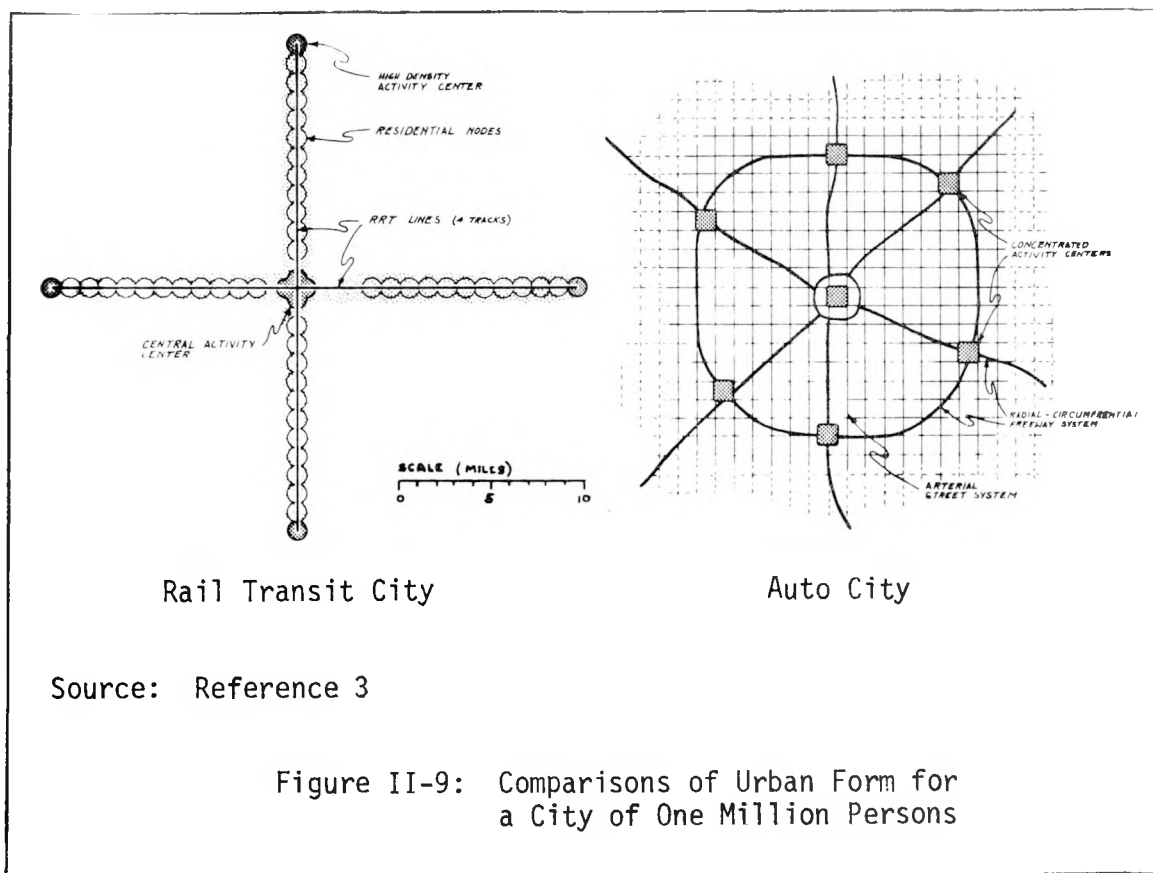 HIGH DENSITY
ACTIVITY CENTER
RESIDENTIAL NODES
RRT LINES (4 TRACKS)
CENTRAL ACTIVITY
CENTER
SCALE (MILES)
0 5 10
CONCENTRATED
ACTIVITY CENTERS
RADIAL-CIRCUMFRENTIAL
FREEWAY SYSTEM
ARTERIAL
STREET SYSTEM
Rail Transit City
Auto City
Source: Reference 3
Figure II-9: Comparisons of Urban Form for
a City of One Million Persons